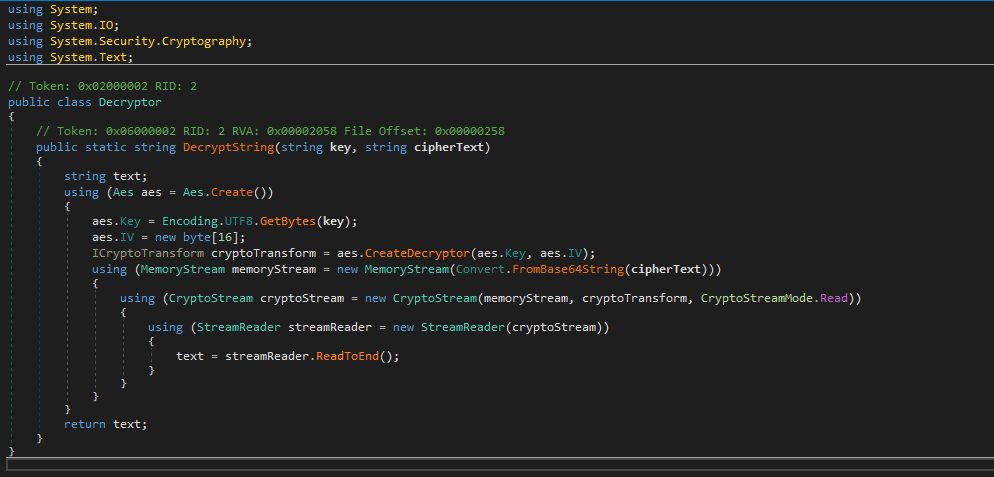 using System;
using System.IO;
using System.Security.Cryptography;
using System.Text;
// Token: 0x02000002 RID: 2
public class Decryptor
{
// Token: 0x06000002 RID: 2 RVA: 0x00002058 File Offset: 0x00000258
public static string DecryptString(string key, string cipherText)
{
string text;
using (Aes aes = Aes.Create())
{
aes.Key = Encoding.UTF8.GetBytes(key);
aes.IV = new byte[16];
ICryptoTransform cryptoTransform = aes.CreateDecryptor(aes.Key, aes.IV);
using (MemoryStream memoryStream = new MemoryStream(Convert.FromBase64String(cipherText)))
{
using (CryptoStream cryptoStream = new CryptoStream(memoryStream, cryptoTransform, CryptoStreamMode.Read))
{
using (StreamReader streamReader = new StreamReader(cryptoStream))
{
text = streamReader.ReadToEnd();
}
}
}
}
return text;
}
}